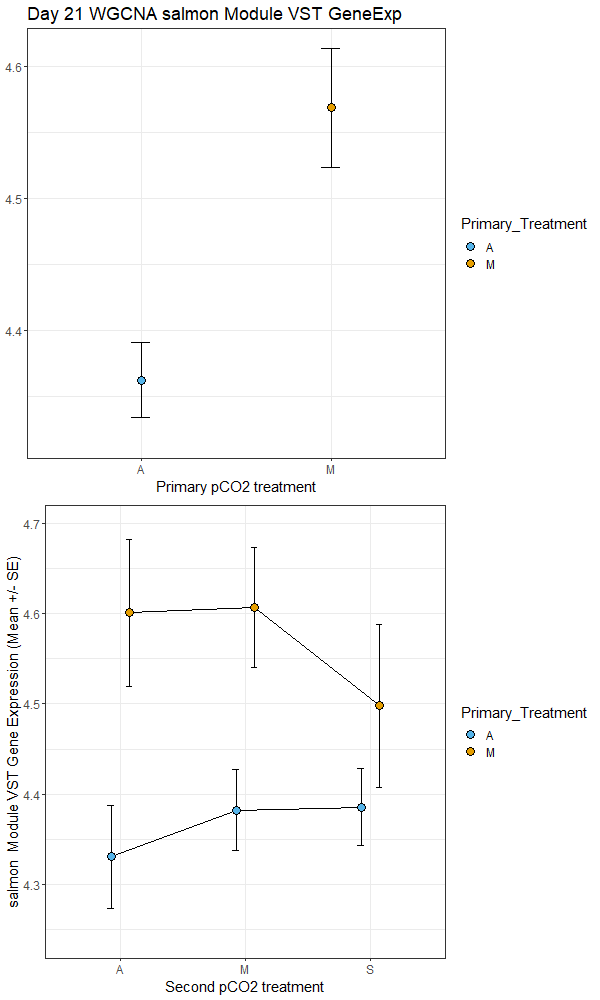 Day 21 WGCNA salmon Module VST GeneExp
4.6
4.5
4.4
A
M
Primary pCO2 treatment
Primary_Treatment
A
M
salmon Module VST Gene Expression (Mean +/- SE)
4.7
4.6
4.5
4.4
4.3
A
M
S
Second pCO2 treatment
Primary_Treatment
A
M